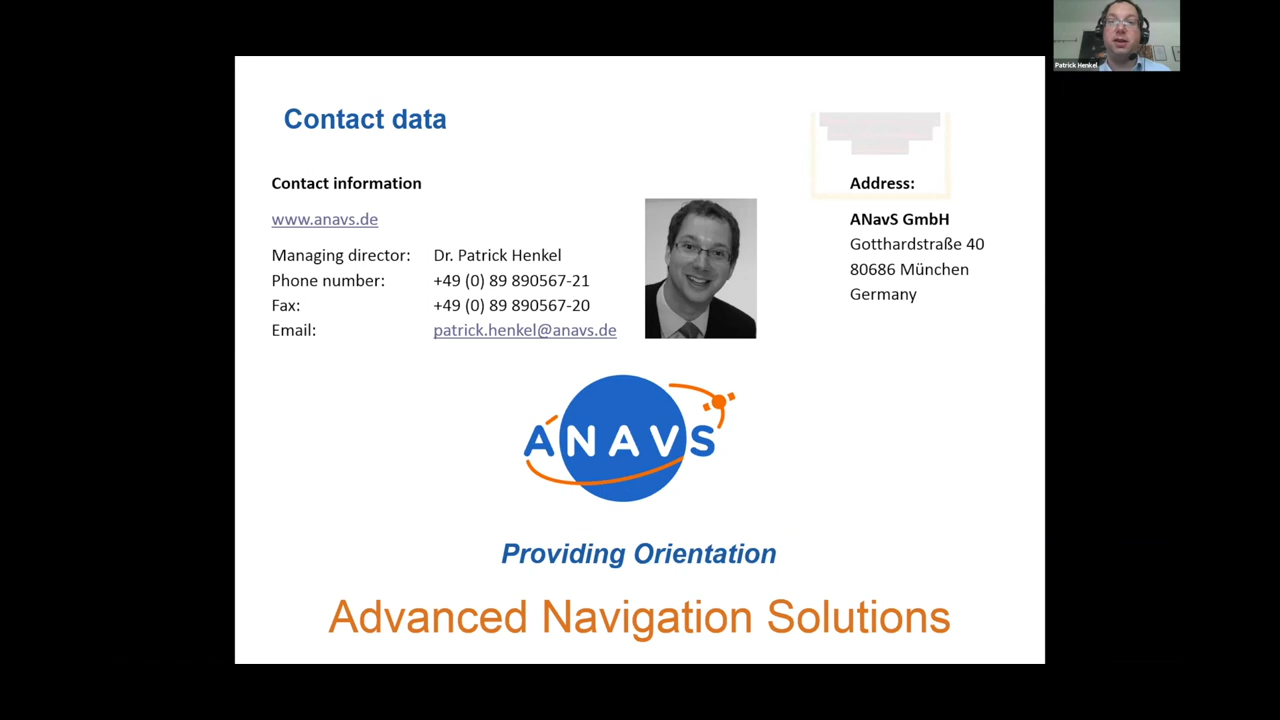 Patrick Henkel
Contact data
Contact information
www.anavs.de
Managing director: Dr. Patrick Henkel
Phone number: +49 (0) 89 890567-21
Fax: +49 (0) 89 890567-20
Email: patrick.henkel@anavs.de
Address:
ANavS GmbH
Gotthardstraße 40
80686 München
Germany
ANAVS
Providing Orientation
Advanced Navigation Solutions